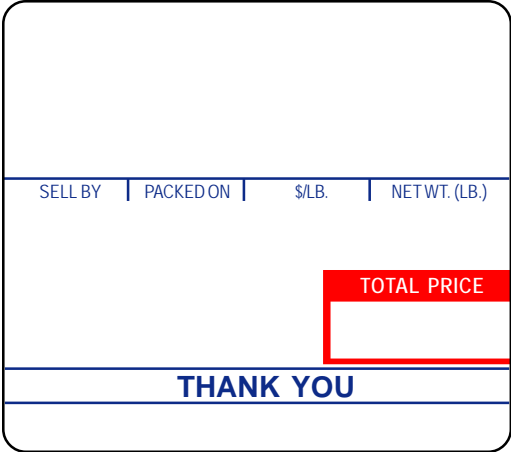 SELL BY PACKED ON $/LB. NET WT. (LB.)
TOTAL PRICE
THANK YOU